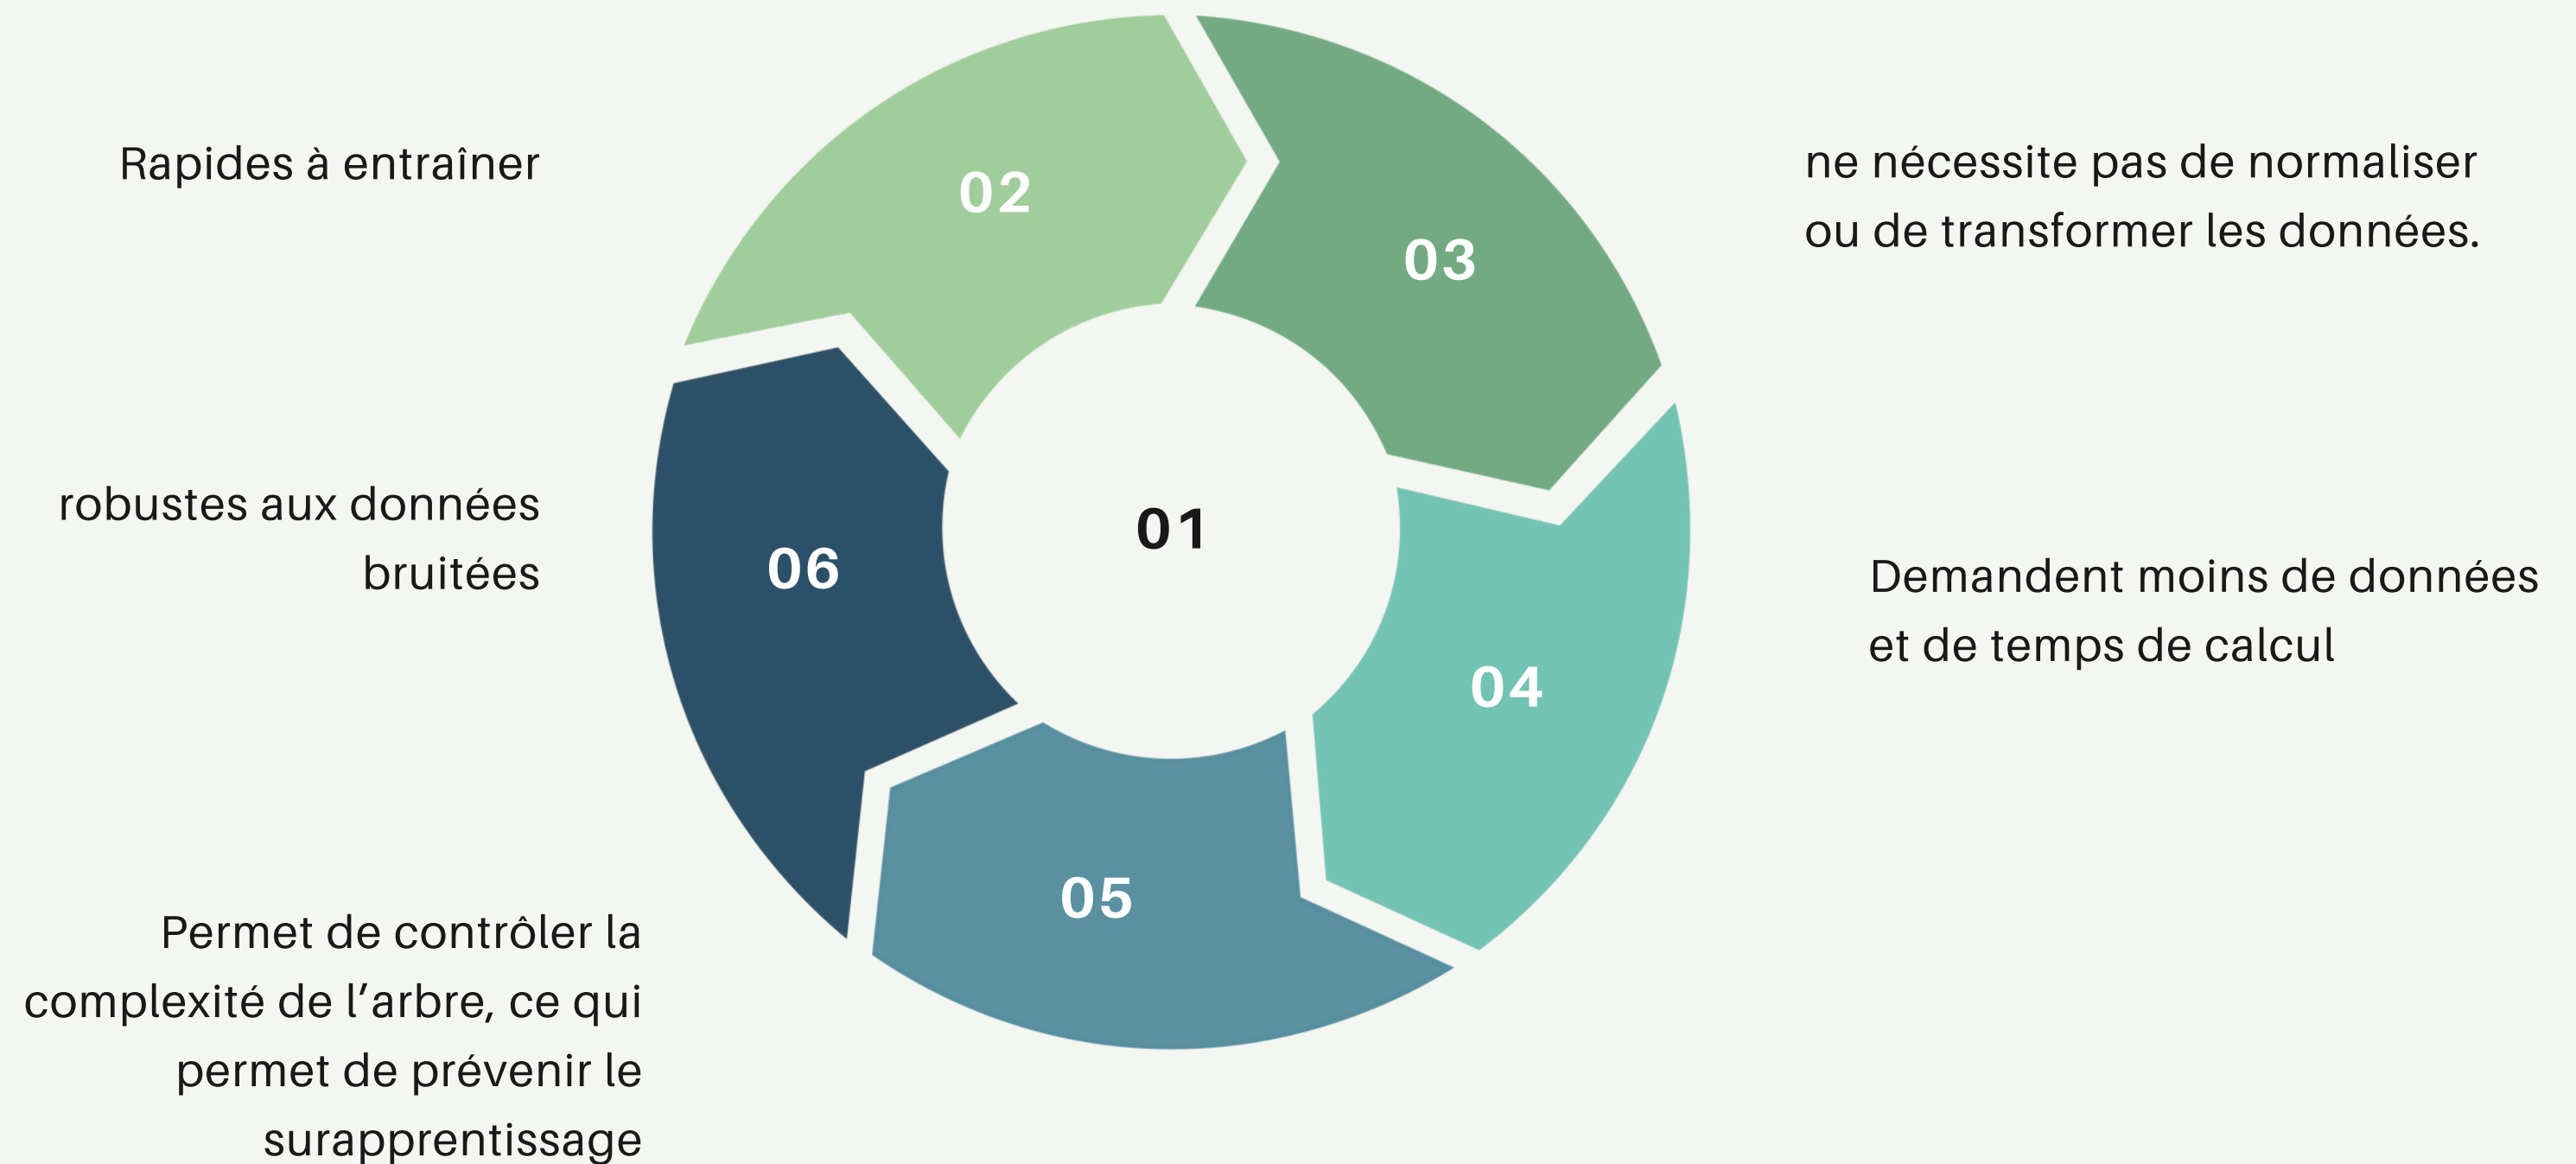 Rapides à entraîner
02
03
ne nécessite pas de normaliser
ou de transformer les données.
robustes aux données
bruitées
06
01
04
Demandent moins de données
et de temps de calcul
05
Permet de contrôler la
complexité de l’arbre, ce qui
permet de prévenir le
surapprentissage